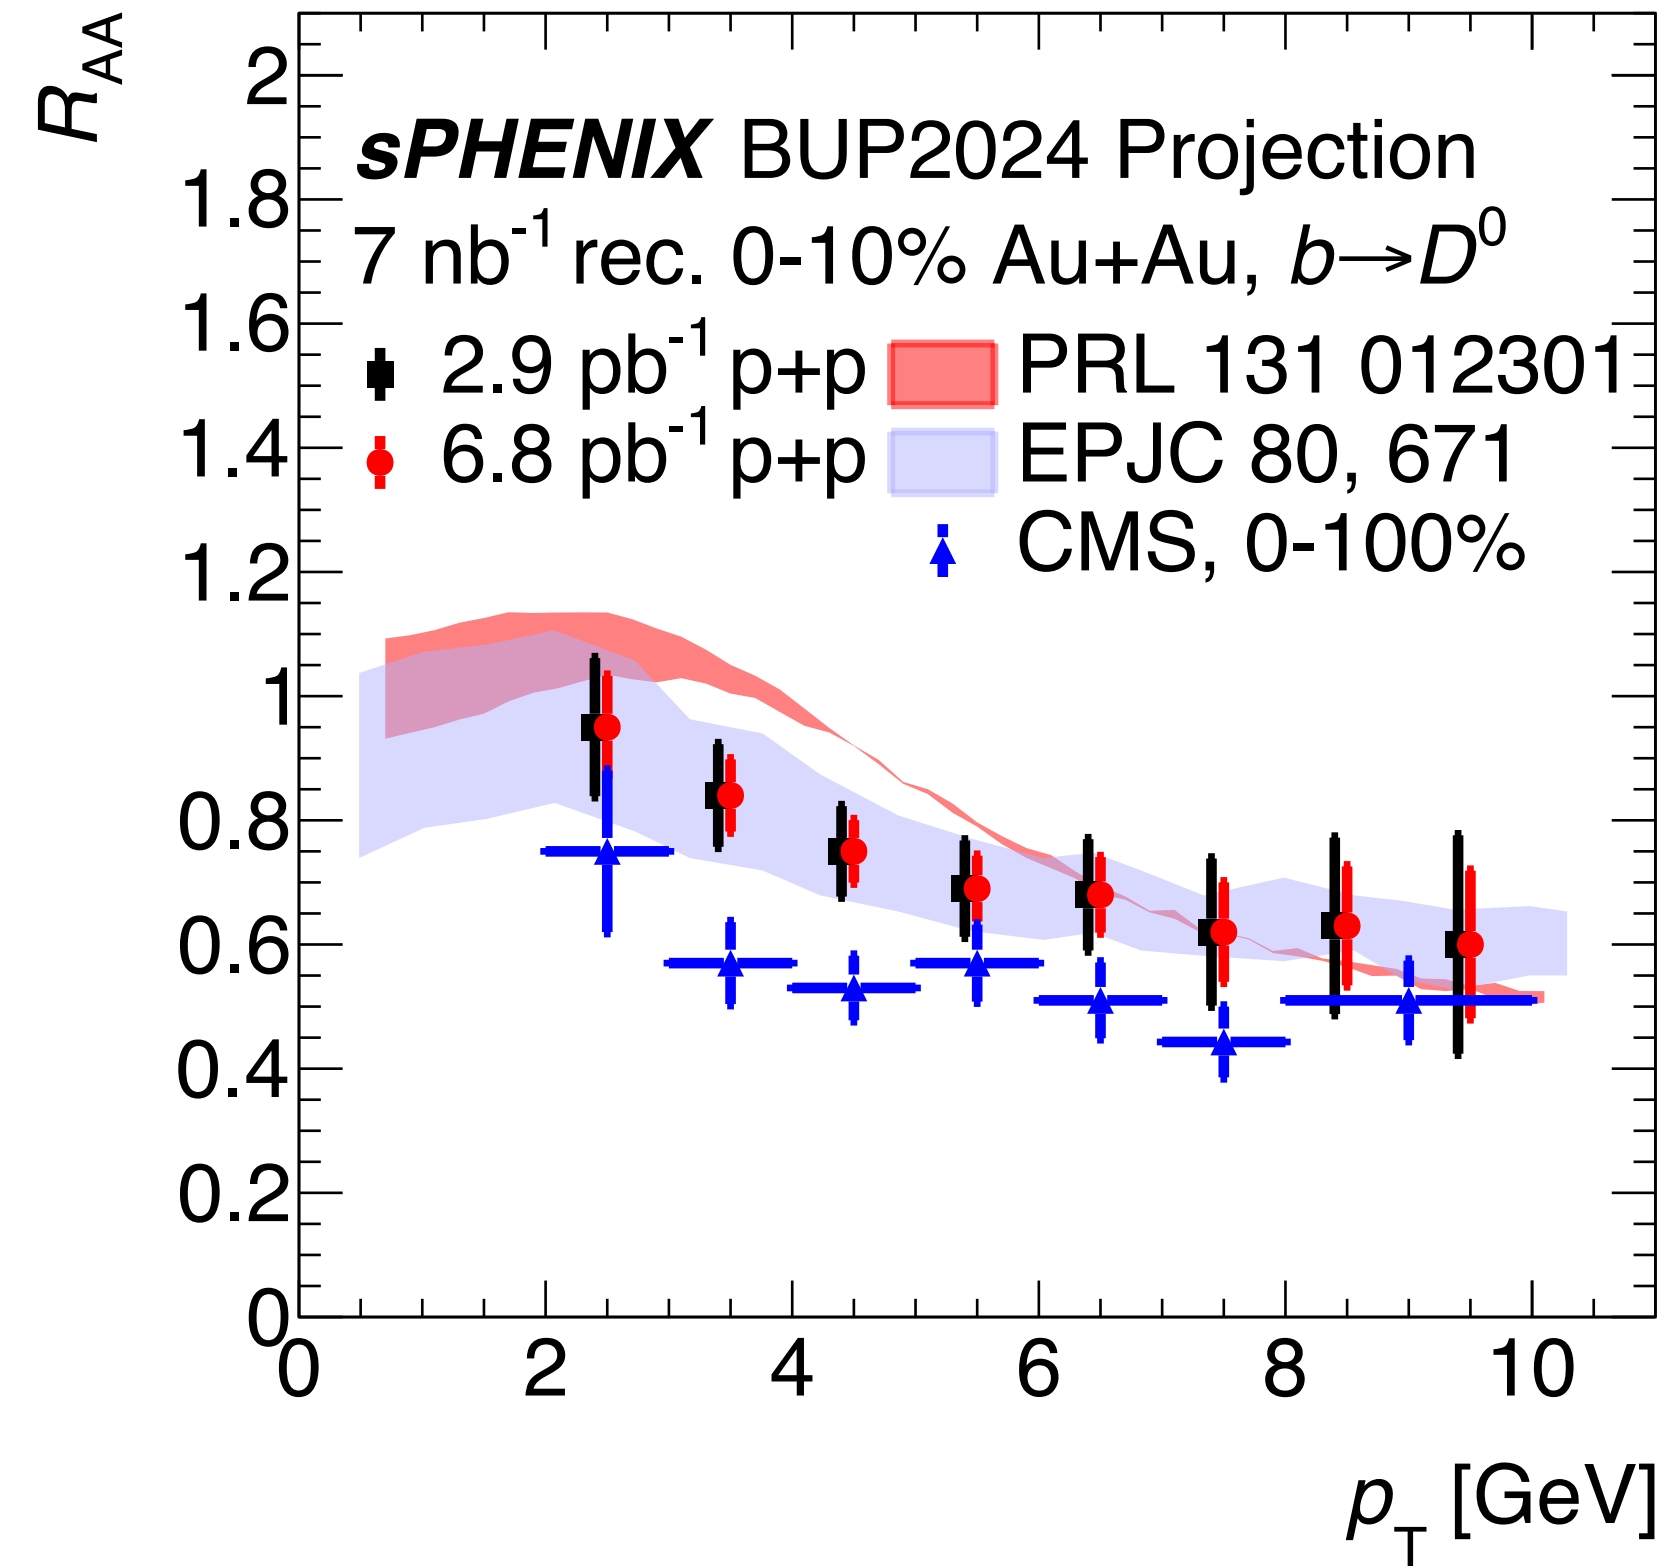 R_AA
sPHENIX BUP2024 Projection
7 nb⁻¹ rec. 0-10% Au+Au, b→D⁰
2.9 pb⁻¹ p+p PRL 131 012301
6.8 pb⁻¹ p+p EPJC 80, 671
CMS, 0-100%
2
1.8
1.6
1.4
1.2
1
0.8
0.6
0.4
0.2
0
0 2 4 6 8 10
p_T [GeV]